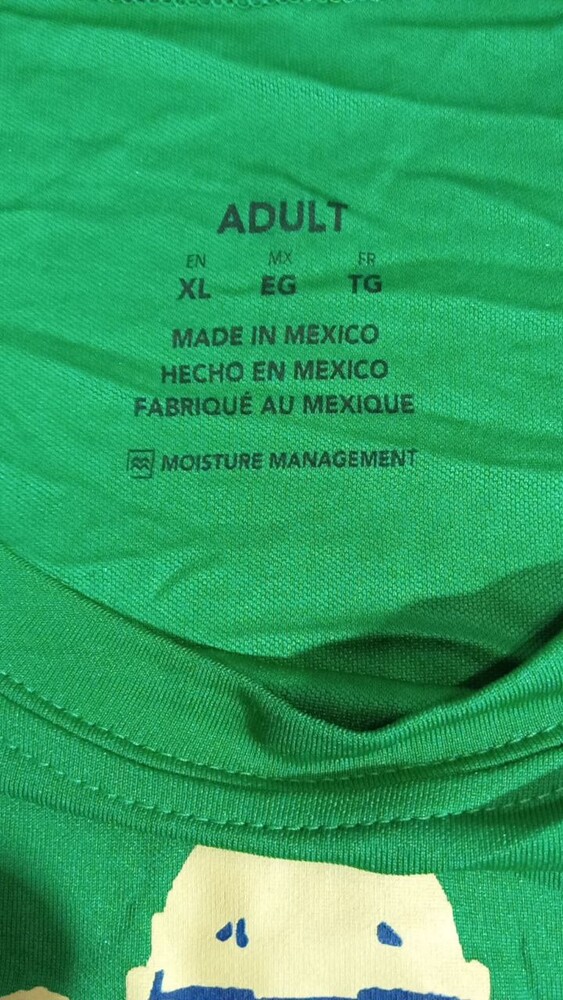 ADULT
EN MX FR
XL EG TG
MADE IN MEXICO
HECHO EN MEXICO
FABRIQUÉ AU MEXIQUE
MOISTURE MANAGEMENT